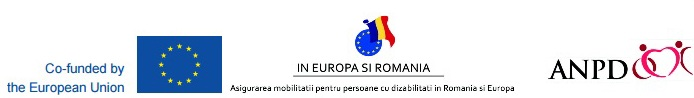 Co-funded by
the European Union
IN EUROPA SI ROMANIA
Asigurarea mobilitatii pentru persoane cu dizabilitati in Romania si Europa
ANPD